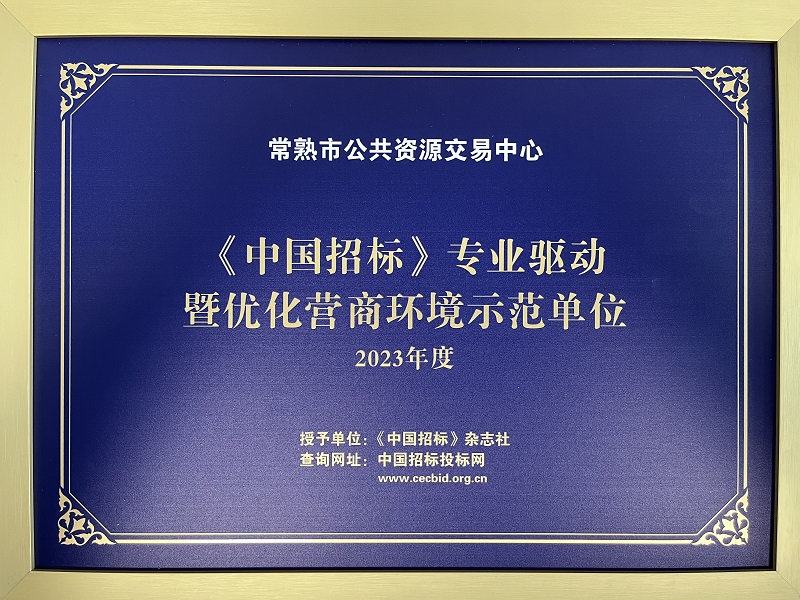 常熟市公共资源交易中心
《中国招标》专业驱动
暨优化营商环境示范单位
2023年度
授予单位：《中国招标》杂志社
查询网址：中国招标投标网
www.cecbid.org.cn